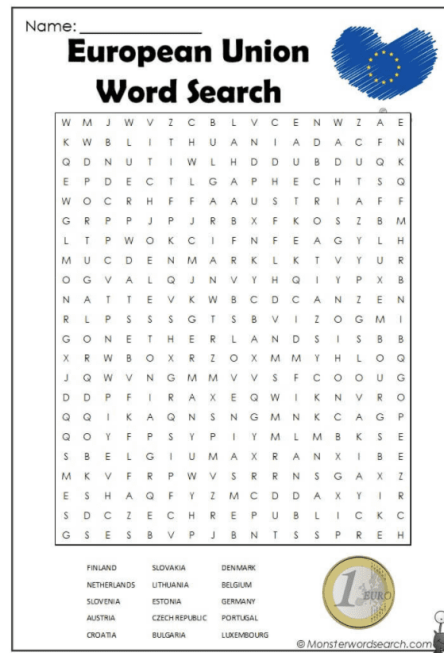 Name:
European Union
Word Search
W M J W V Z C B L V C E N W Z A E
K W B L I T H U A N I A D A C F N
Q D N U T I W L H D D U B D U Q K
E P D E C T L G A P H E C H T S Q
W O C R H F F A A U S T R I A F F
G R P P J P J R B X F K O S Z B M
L T P W O K C I F N F E A G Y L H
M U C D E N M A R K L K T V Y U R
O G V A L Q J N V Y H Q I Y P X B
N A T T E V K W B C D C A N Z E N
R L P S S S G T S B V I Z O G M I
G O N E T H E R L A N D S I S B B
X R W B O X R Z O X M M Y H L O Q
J Q W V N G M M V V S F C O O U G
D D P F I R A X E Q W I K N V R O
Q Q I K A Q N S N G M N K C A G P
Q O Y F P S Y P I Y M L M B K S E
S B E L G I U M A X R A N X I B E
M K V F R P W V S R R N S G A X Z
E S H A Q F Y Z M C D D A X Y I R
S D C Z E C H R E P U B L I C K C
G S E S B V P J B N T S S P R E H
FINLAND SLOVAKIA DENMARK
NETHERLANDS LITHUANIA BELGIUM
SLOVENIA ESTONIA GERMANY
AUSTRIA CZECH REPUBLIC PORTUGAL
CROATIA BULGARIA LUXEMBOURG
1 EURO
© Monsterwordsearch.com